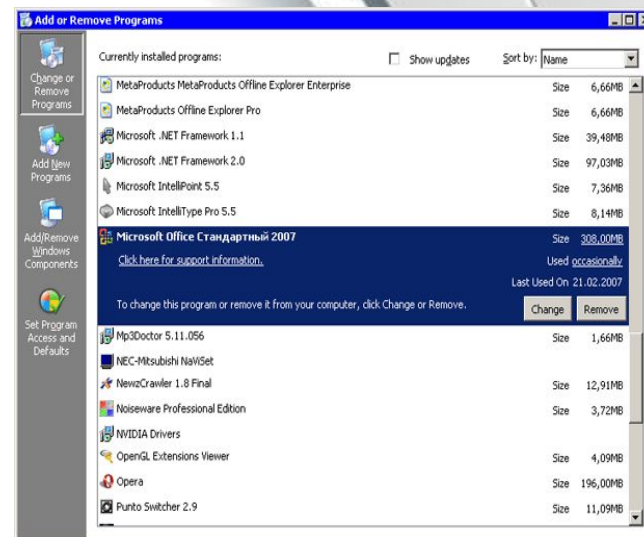 Add or Remove Programs
Change or
Remove
Programs
Add New
Programs
Add/Remove
Windows
Components
Set Program
Access and
Defaults
Currently installed programs: Show updates Sort by: Name
MetaProducts MetaProducts Offline Explorer Enterprise Size 6,66MB
MetaProducts Offline Explorer Pro Size 6,66MB
Microsoft .NET Framework 1.1 Size 39,48MB
Microsoft .NET Framework 2.0 Size 97,03MB
Microsoft IntelliPoint 5.5 Size 7,36MB
Microsoft IntelliType Pro 5.5 Size 8,14MB
Microsoft Office Стандартный 2007 Size 308,00MB
Click here for support information. Used occasionally
Last Used On 21.02.2007
To change this program or remove it from your computer, click Change or Remove. Change Remove
Mp3Doctor 5.11.056 Size 1,66MB
NEC-Mitsubishi NaViSet
NewzCrawler 1.8 Final Size 12,91MB
Noiseware Professional Edition Size 3,72MB
NVIDIA Drivers
OpenGL Extensions Viewer Size 4,09MB
Opera Size 196,00MB
Punto Switcher 2.9 Size 11,09MB